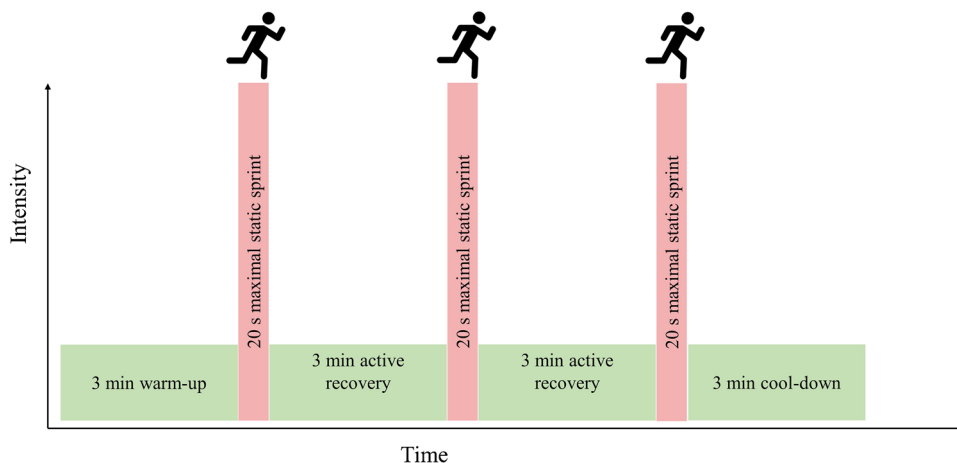 Intensity
3 min warm-up
20 s maximal static sprint
3 min active
recovery
20 s maximal static sprint
3 min active
recovery
20 s maximal static sprint
3 min cool-down
Time